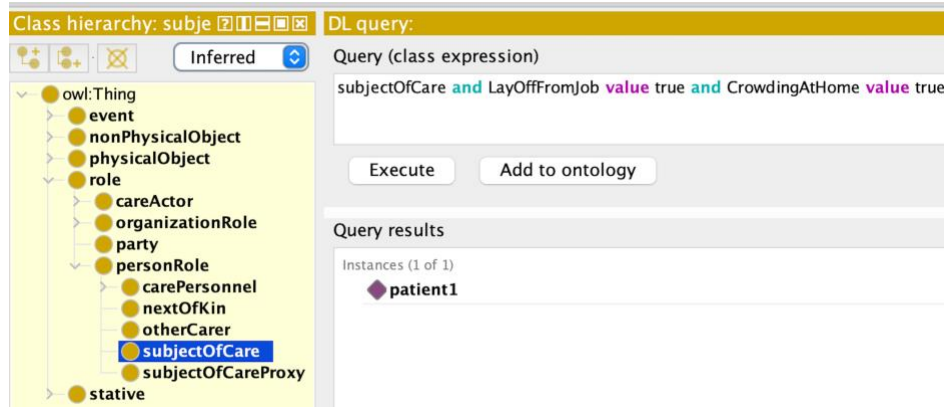 Class hierarchy: subje
Inferred
owl:Thing
event
nonPhysicalObject
physicalObject
role
careActor
organizationRole
party
personRole
carePersonnel
nextOfKin
otherCarer
subjectOfCare
subjectOfCareProxy
stative
DL query:
Query (class expression)
subjectOfCare and LayOffFromJob value true and CrowdingAtHome value true
Execute
Add to ontology
Query results
Instances (1 of 1)
patient1